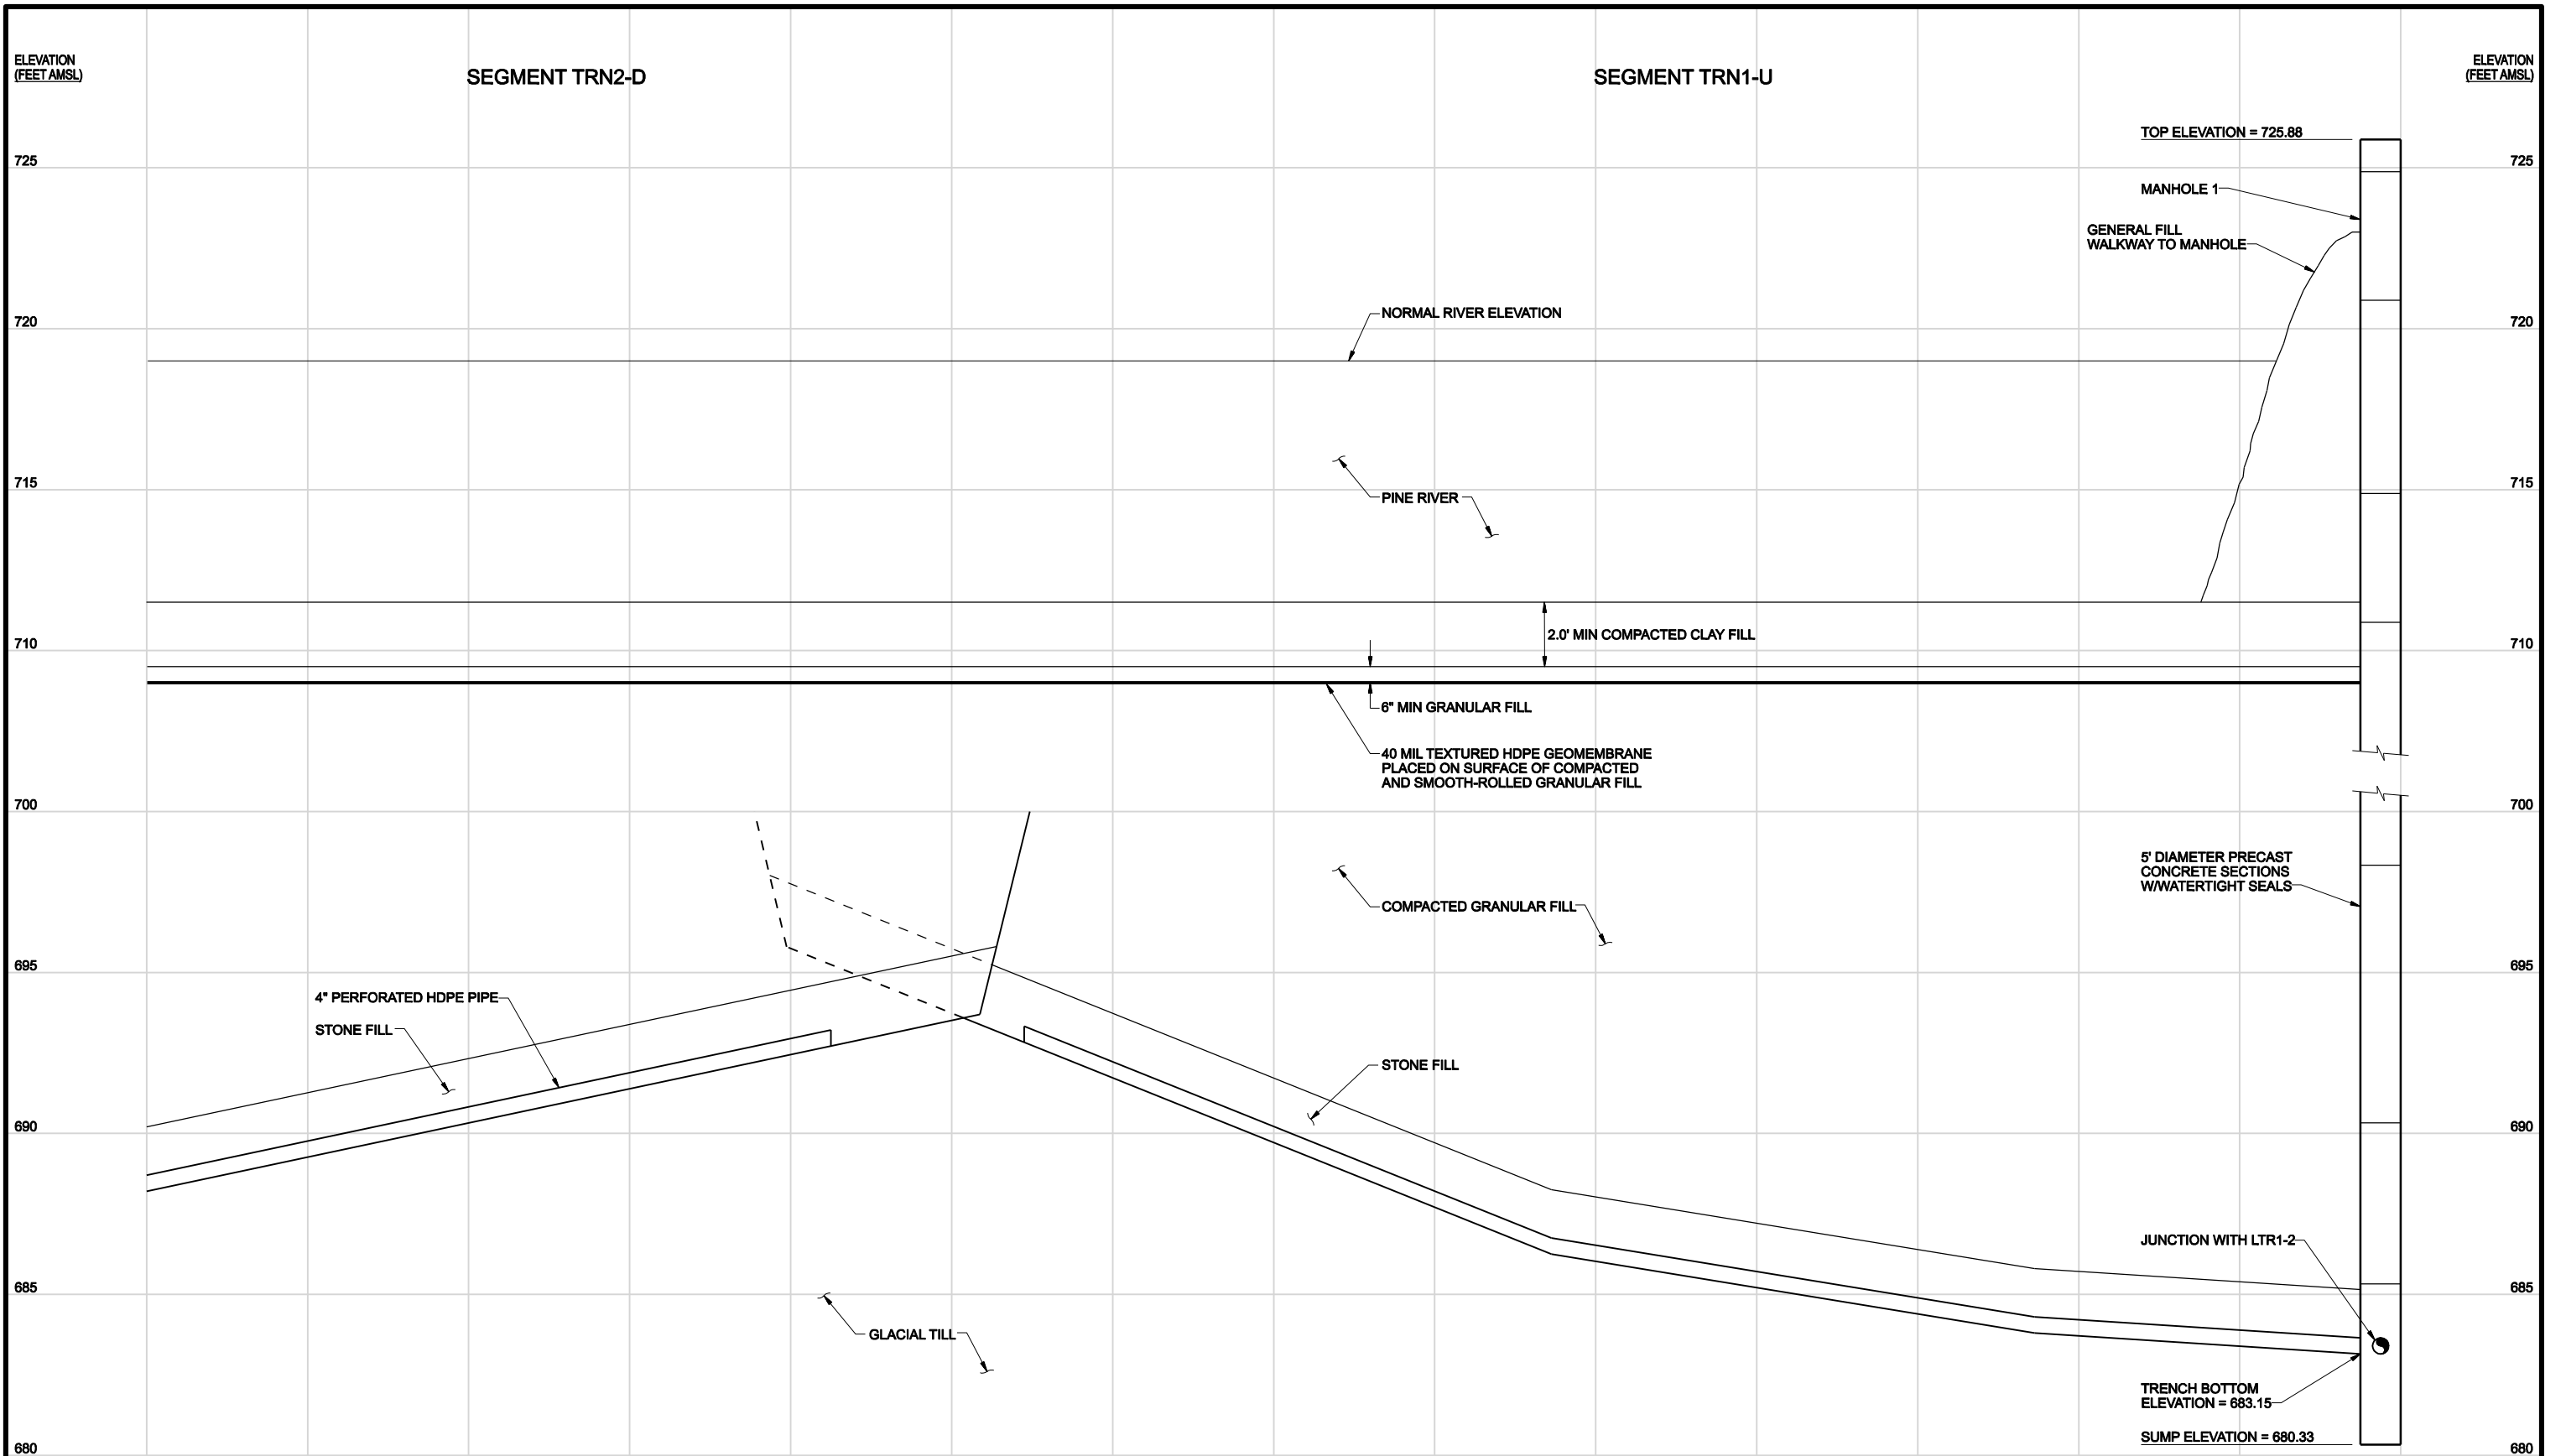 ELEVATION
(FEET AMSL)
SEGMENT TRN2-D
SEGMENT TRN1-U
ELEVATION
(FEET AMSL)
TOP ELEVATION = 725.88
725
725
MANHOLE 1
GENERAL FILL
WALKWAY TO MANHOLE
NORMAL RIVER ELEVATION
720
720
715
715
PINE RIVER
710
710
2.0' MIN COMPACTED CLAY FILL
6" MIN GRANULAR FILL
40 MIL TEXTURED HDPE GEOMEMBRANE
PLACED ON SURFACE OF COMPACTED
AND SMOOTH-ROLLED GRANULAR FILL
700
700
5' DIAMETER PRECAST
CONCRETE SECTIONS
W/WATERTIGHT SEALS
COMPACTED GRANULAR FILL
695
695
4" PERFORATED HDPE PIPE
STONE FILL
STONE FILL
690
690
JUNCTION WITH LTR1-2
685
685
GLACIAL TILL
TRENCH BOTTOM
ELEVATION = 683.15
SUMP ELEVATION = 680.33
680
680